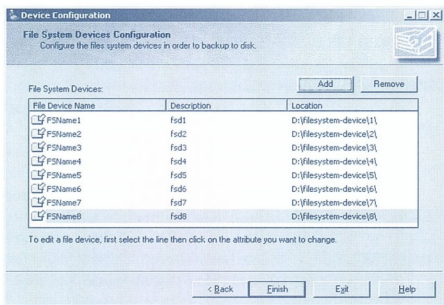 Device Configuration
File System Devices Configuration
Configure the files system devices in order to backup to disk.
Add Remove
File System Devices:
File Device Name Description Location
FSName1 fsd1 D:\filesystem-device\1\
FSName2 fsd2 D:\filesystem-device\2\
FSName3 fsd3 D:\filesystem-device\3\
FSName4 fsd4 D:\filesystem-device\4\
FSName5 fsd5 D:\filesystem-device\5\
FSName6 fsd6 D:\filesystem-device\6\
FSName7 fsd7 D:\filesystem-device\7\
FSName8 fsd8 D:\filesystem-device\8\
To edit a file device, first select the line then click on the attribute you want to change.
< Back Finish Exit Help